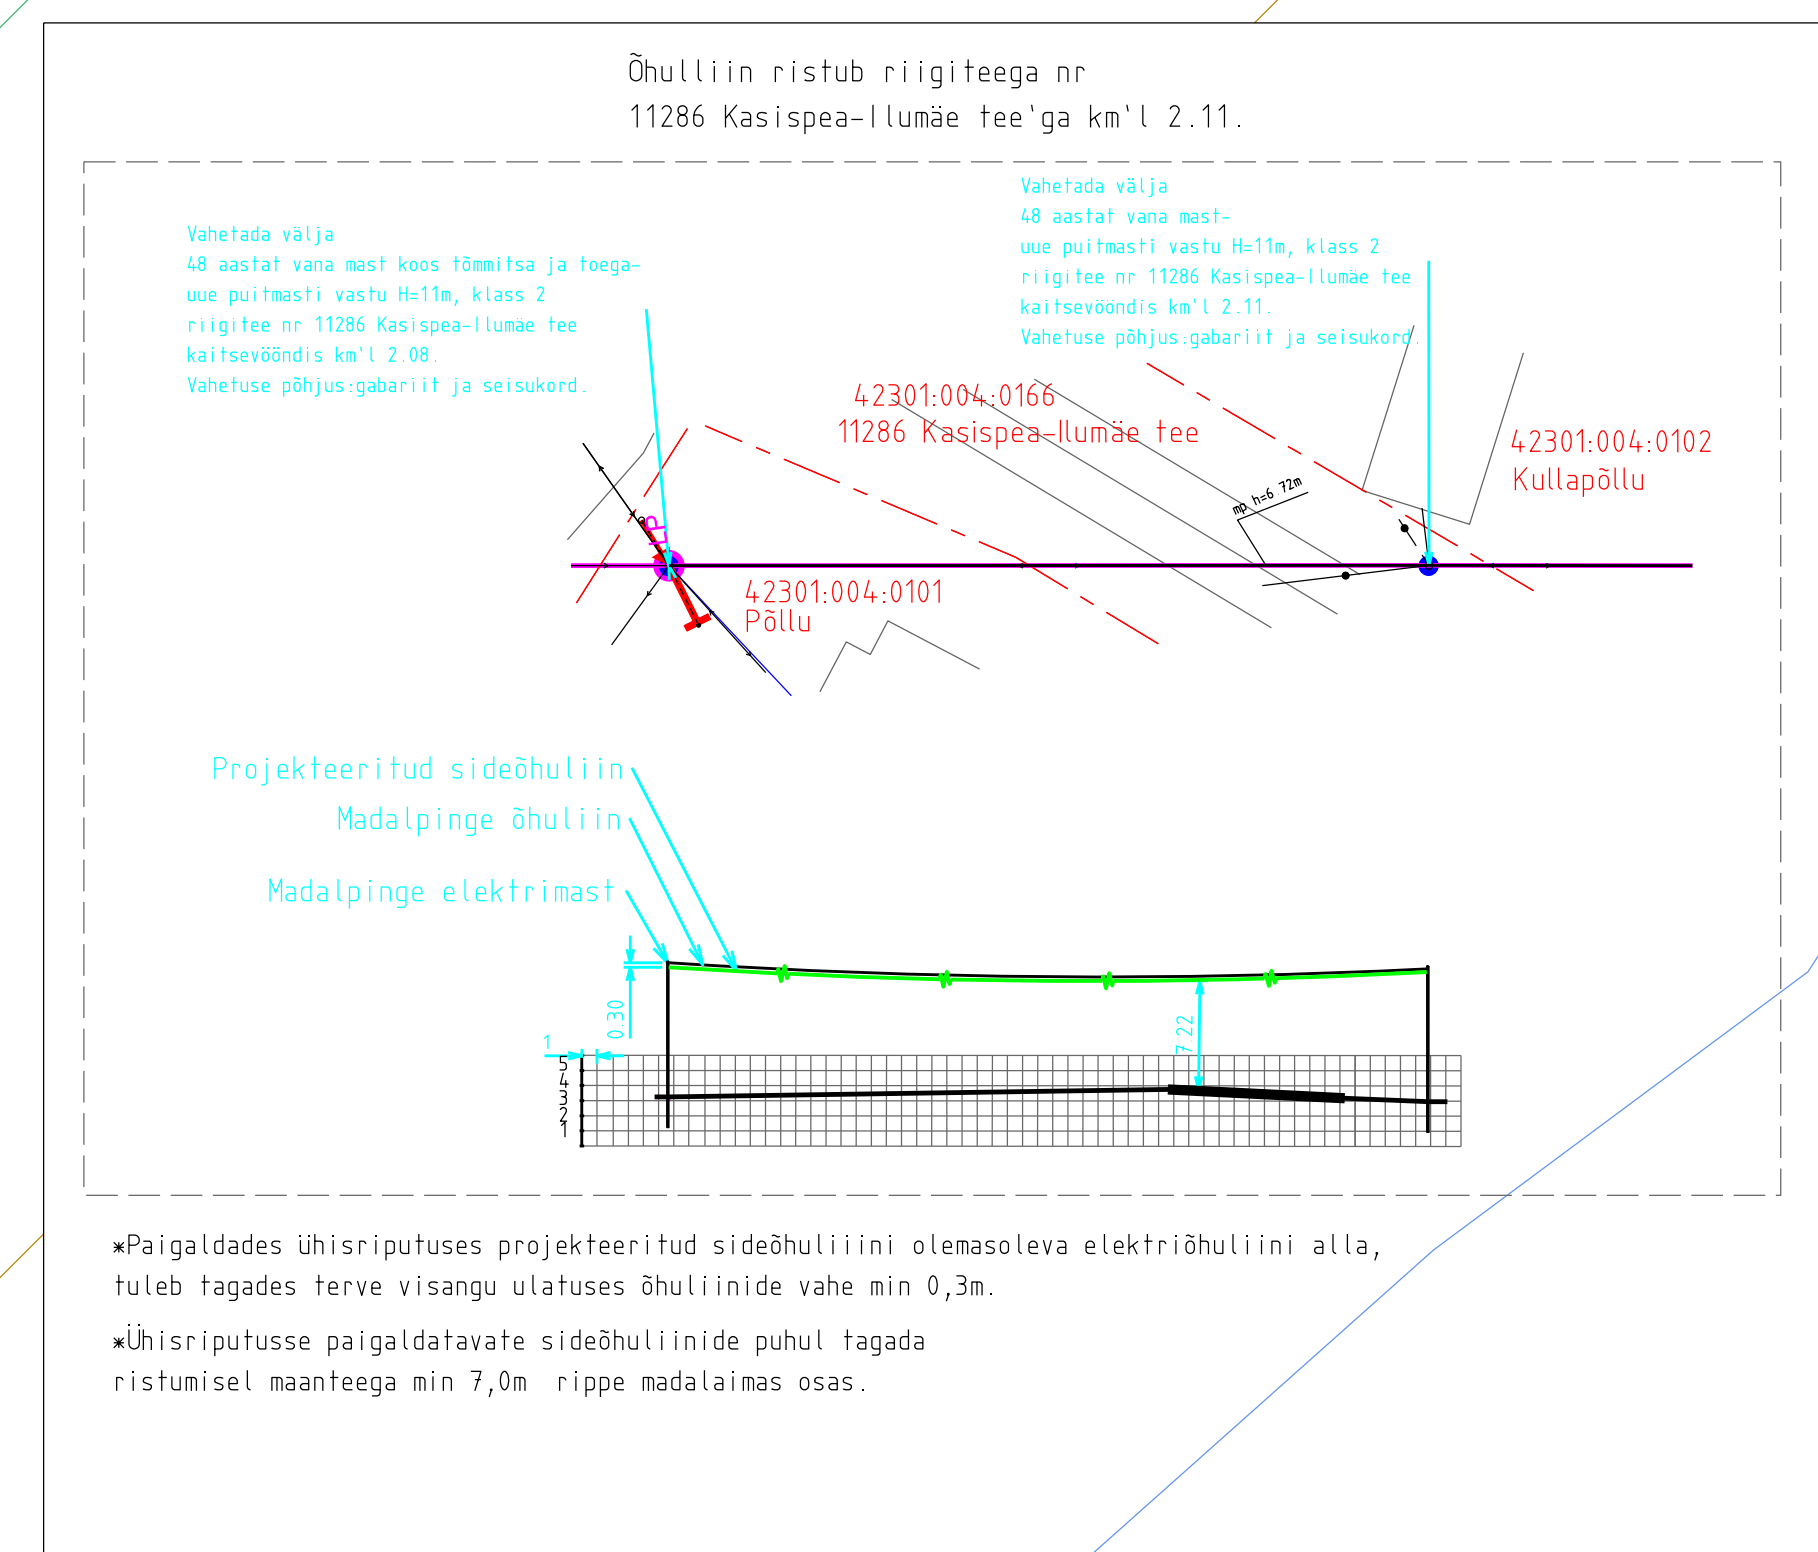 Õhulliin ristub riigiteega nr
11286 Kasispea-Ilumäe tee'ga km'l 2.11.
Vahetada välja
48 aastat vana mast koos tõmmitsa ja toega-
uue puitmasti vastu H=11m, klass 2
riigitee nr 11286 Kasispea-Ilumäe tee
kaitsevööndis km'l 2.08.
Vahetuse põhjus:gabariit ja seisukord.
Vahetada välja
48 aastat vana mast-
uue puitmasti vastu H=11m, klass 2
riigitee nr 11286 Kasispea-Ilumäe tee
kaitsevööndis km'l 2.11.
Vahetuse põhjus:gabariit ja seisukord.
42301:004:0166
11286 Kasispea-Ilumäe tee
42301:004:0102
Kullapõllu
mp h=6 72m
LP
42301:004:0101
Põllu
Projekteeritud sideõhuliin
Madalpinge õhuliin
Madalpinge elektrimast
0.30
7.22
1
5
4
3
2
1
*Paigaldades ühisriputuses projekteeritud sideõhuliiini olemasoleva elektriõhuliini alla,
tuleb tagades terve visangu ulatuses õhuliinide vahe min 0,3m.
*Ühisriputusse paigaldatavate sideõhuliinide puhul tagada
ristumisel maanteega min 7,0m rippe madalaimas osas.